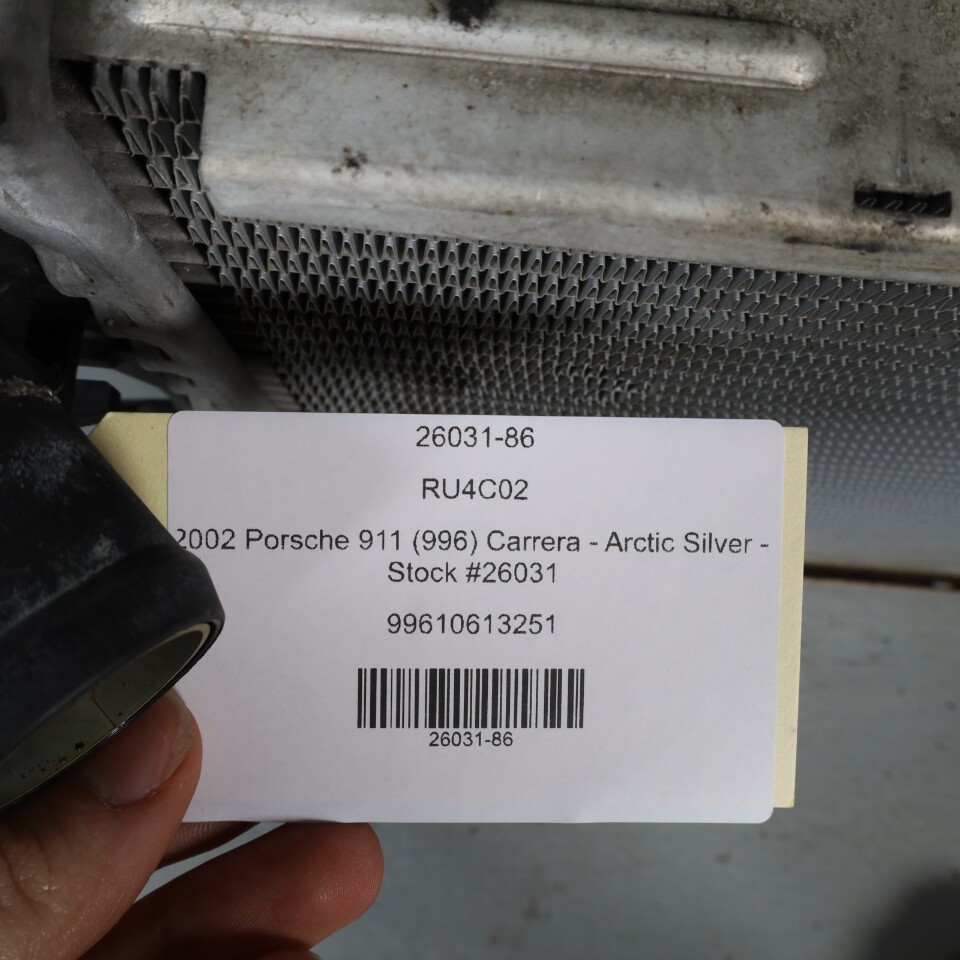 26031-86
RU4C02
2002 Porsche 911 (996) Carrera - Arctic Silver -
Stock #26031
99610613251
26031-86